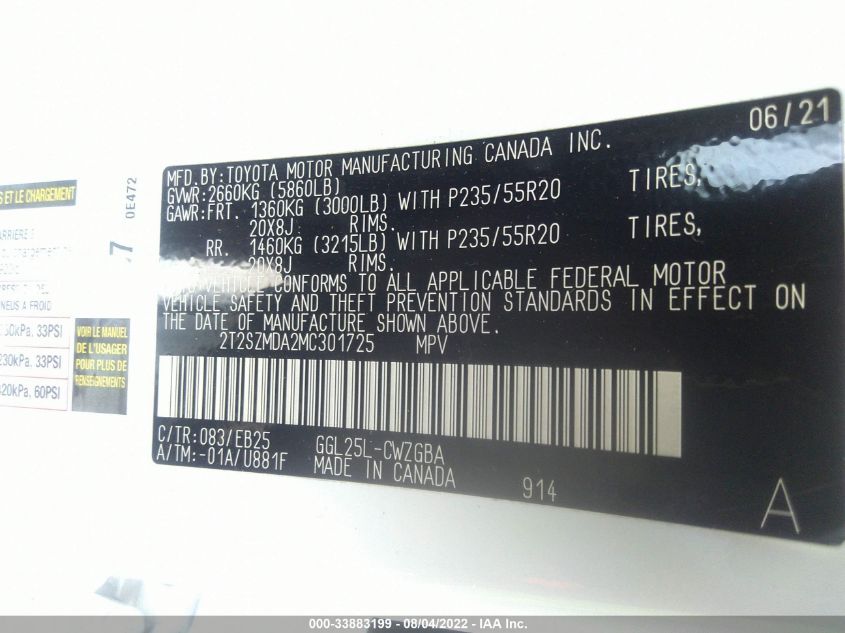 06/21
MFD.BY:TOYOTA MOTOR MANUFACTURING CANADA INC.
GVWR:2660KG (5860LB)
GAWR:FRT. 1360KG (3000LB) WITH P235/55R20 TIRES,
20X8J RIMS.
RR. 1460KG (3215LB) WITH P235/55R20 TIRES,
20X8J RIMS.
VEHICLE CONFORMS TO ALL APPLICABLE FEDERAL MOTOR
VEHICLE SAFETY AND THEFT PREVENTION STANDARDS IN EFFECT ON
THE DATE OF MANUFACTURE SHOWN ABOVE.
2T2SZMDA2MC301725 MPV
C/TR:083/EB25 GGL25L-CWZGBA
A/TM:-01A/U881F MADE IN CANADA
914
A
S ET LE CHARGEMENT
7
0E472
33PSI
230kPa, 33PSI
420kPa, 60PSI
VOIR LE MANUEL
DE L'USAGER
POUR PLUS DE
RENSEIGNEMENTS
000-33883199 - 08/04/2022 - IAA Inc.